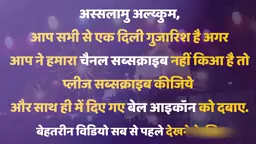 अस्सलामु अल्य्कुम,
आप सभी से एक दिली गुजारिश है अगर
आप ने हमारा चैनल सब्सक्राइब नहीं किआ है तो
प्लीज सब्सक्राइब कीजिये
और साथ ही में दिए गए बेल आइकॉन को दबाए.
बेहतरीन विडियो सब से पहले देखने